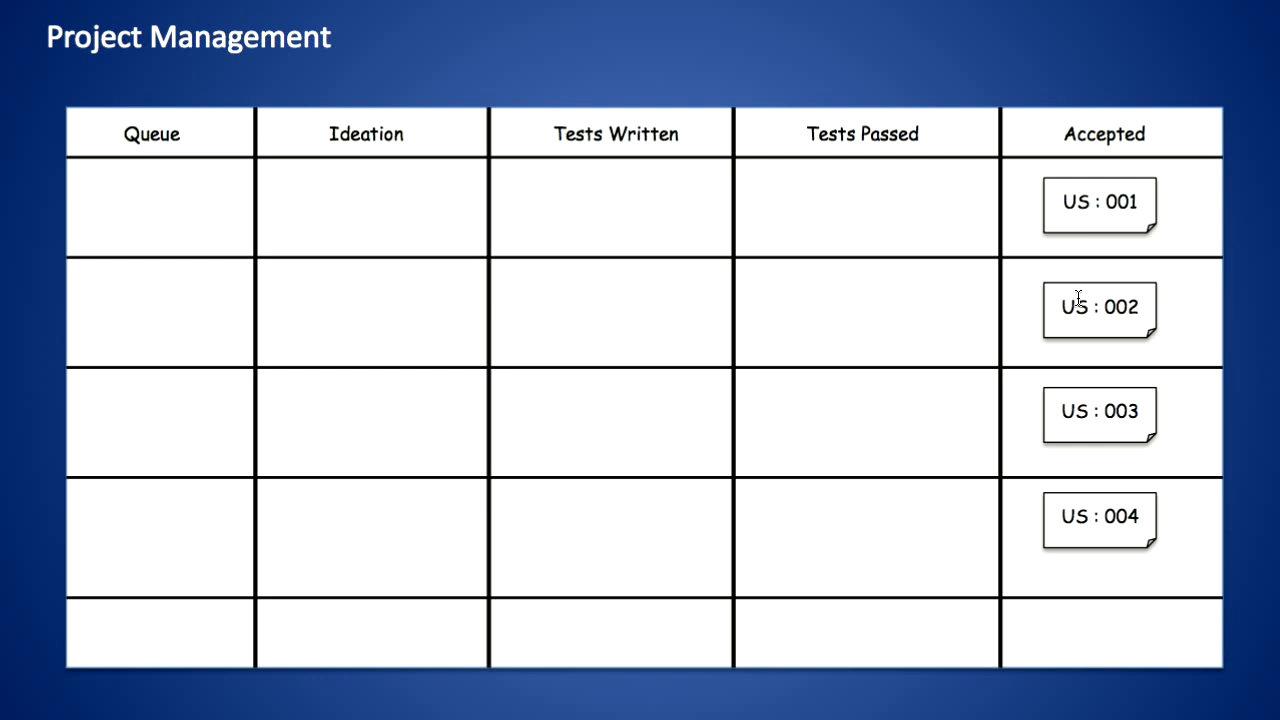 Project Management
Queue Ideation Tests Written Tests Passed Accepted
US : 001
US : 002
US : 003
US : 004